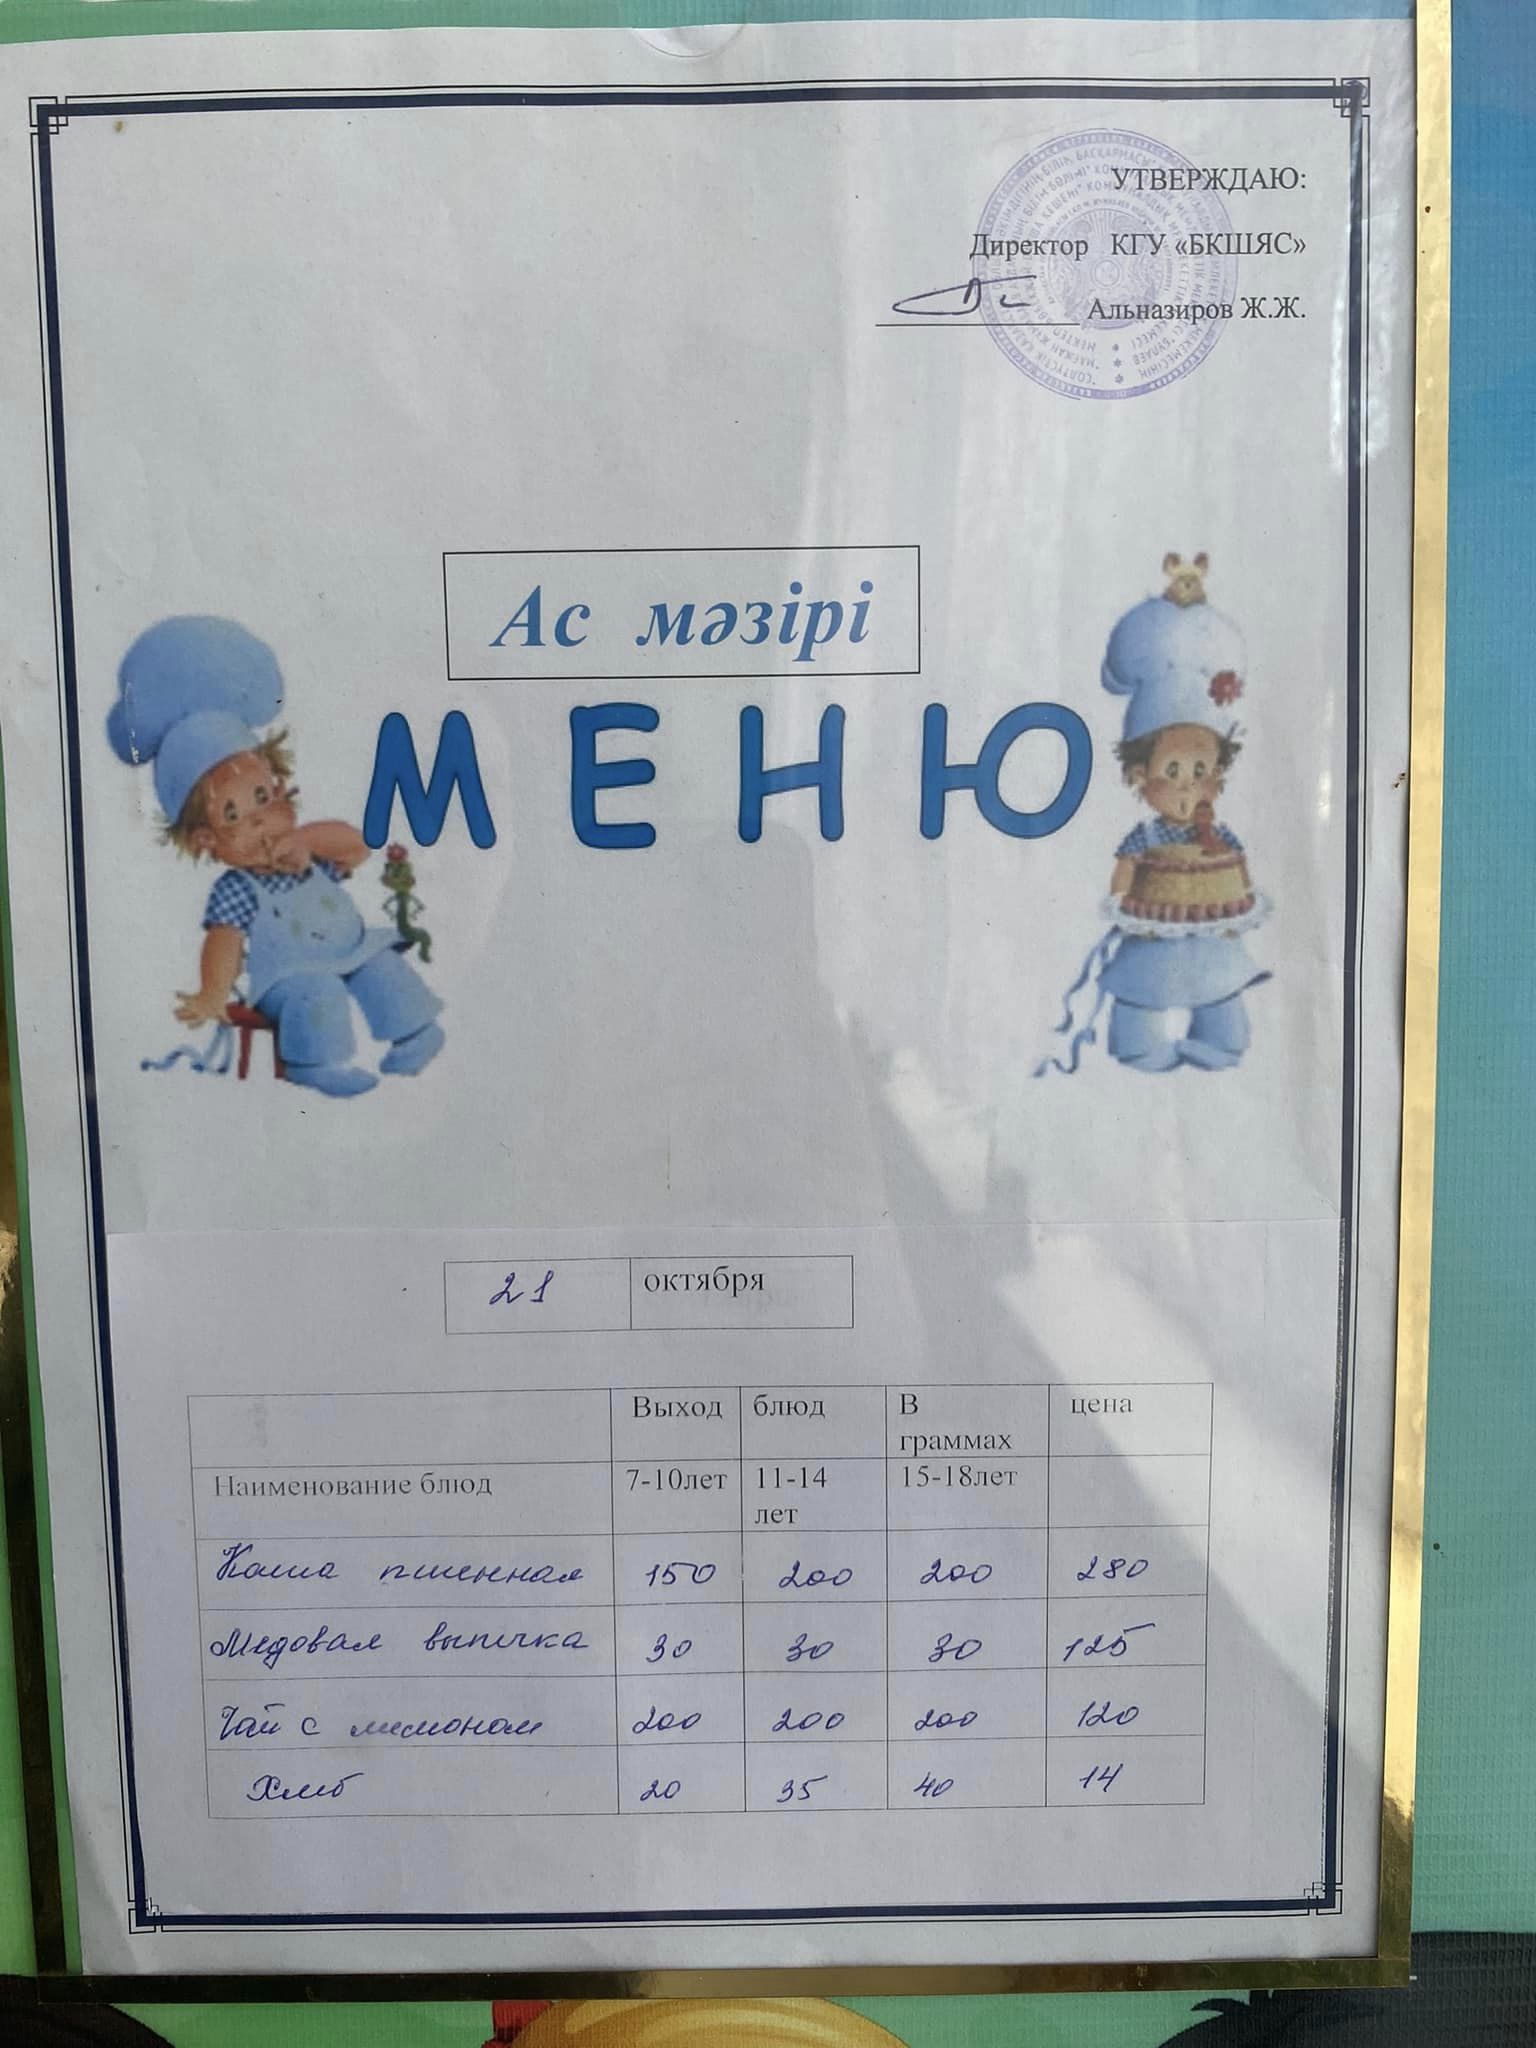 УТВЕРЖДАЮ:
Директор КГУ «БКШЯС»
Альназиров Ж.Ж.
Ас мәзірі
МЕНЮ
21 октября
Выход блюд В граммах цена
Наименование блюд 7-10лет 11-14 лет 15-18лет
Каша пшенная 150 200 200 280
Медовая выпечка 30 30 30 125
Чай с лимоном 200 200 200 120
Хлеб 20 35 40 14